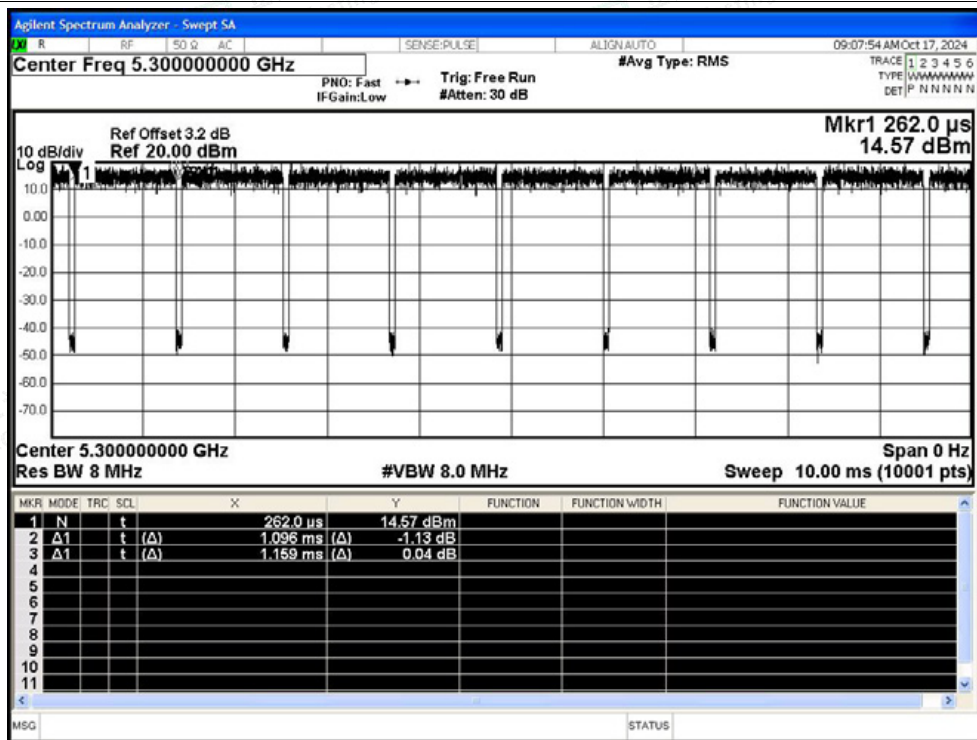 Agilent Spectrum Analyzer - Swept SA
R RF 50 Ω AC SENSE:PULSE ALIGNAUTO 09:07:54 AM Oct 17, 2024
Center Freq 5.300000000 GHz #Avg Type: RMS TRACE 1 2 3 4 5 6
PNO: Fast Trig: Free Run TYPE WWWWWW
IFGain:Low #Atten: 30 dB DET P N N N N N
Mkr1 262.0 µs
Ref Offset 3.2 dB
10 dB/div Ref 20.00 dBm 14.57 dBm
Log
1
10.0
0.00
-10.0
-20.0
-30.0
-40.0
-50.0
-60.0
-70.0
Center 5.300000000 GHz Span 0 Hz
Res BW 8 MHz #VBW 8.0 MHz Sweep 10.00 ms (10001 pts)
MKR MODE TRC SCL X Y FUNCTION FUNCTION WIDTH FUNCTION VALUE
1 N t 262.0 µs 14.57 dBm
2 Δ1 t (Δ) 1.096 ms (Δ) -1.13 dB
3 Δ1 t (Δ) 1.159 ms (Δ) 0.04 dB
4
5
6
7
8
9
10
11
MSG STATUS